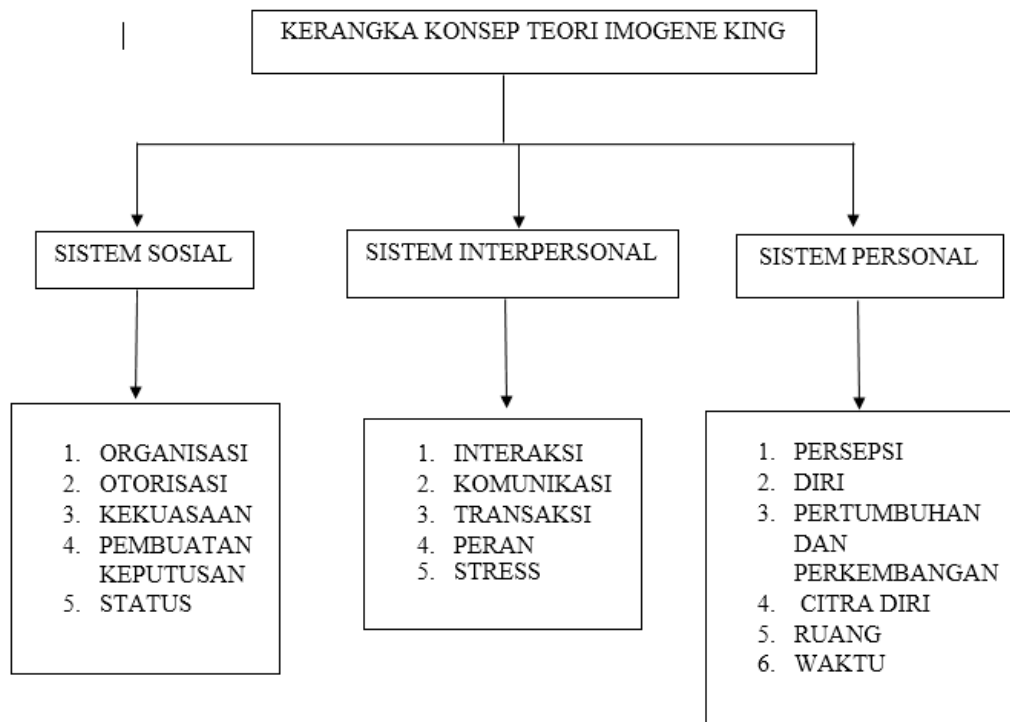 KERANGKA KONSEP TEORI IMOGENE KING
SISTEM SOSIAL
SISTEM INTERPERSONAL
SISTEM PERSONAL
1. ORGANISASI
2. OTORISASI
3. KEKUASAAN
4. PEMBUATAN
KEPUTUSAN
5. STATUS
1. INTERAKSI
2. KOMUNIKASI
3. TRANSAKSI
4. PERAN
5. STRESS
1. PERSEPSI
2. DIRI
3. PERTUMBUHAN
DAN
PERKEMBANGAN
4. CITRA DIRI
5. RUANG
6. WAKTU